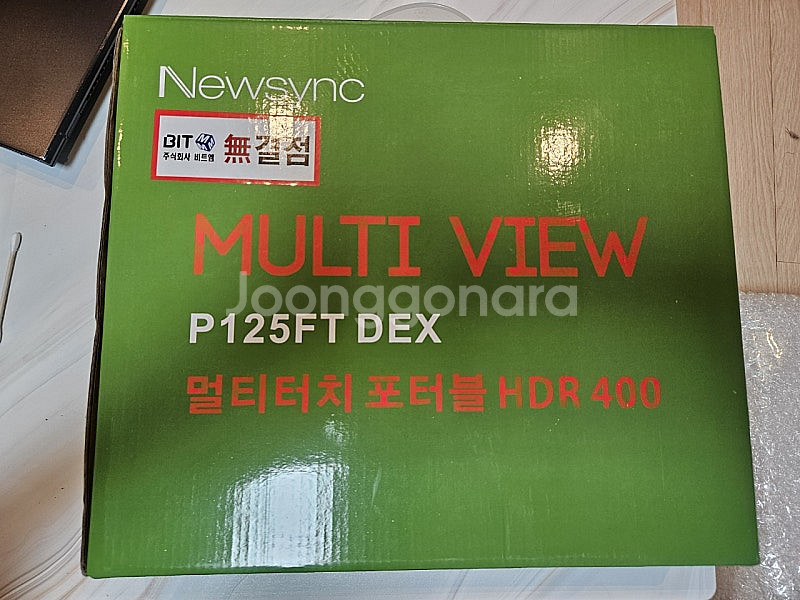 Newsync
BIT
주식회사 비트엠
無결점
MULTI VIEW
Joonggonara
P125FT DEX
멀티터치 포터블 HDR 400